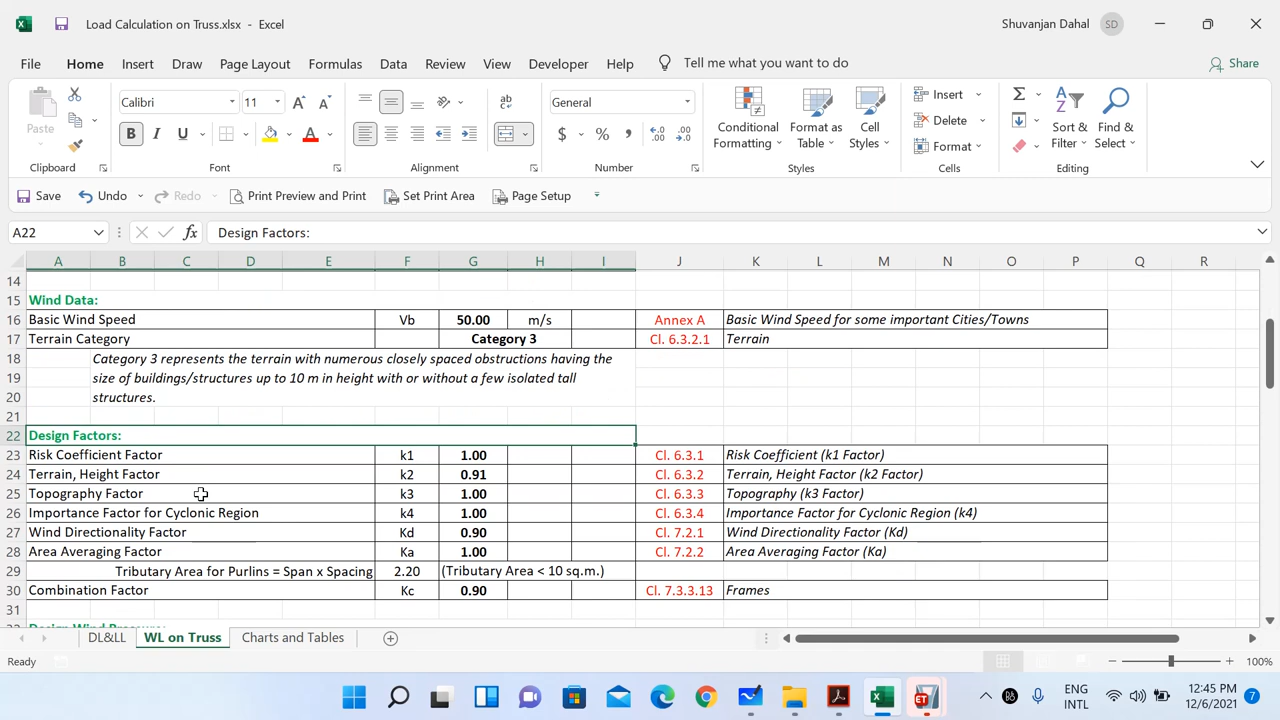 Load Calculation on Truss.xlsx - Excel
Shuvanjan Dahal SD
File Home Insert Draw Page Layout Formulas Data Review View Developer Help Tell me what you want to do Share
Paste
Clipboard
Calibri 11
B I U A
Font
ab
Alignment
General
$ % ,
Number
Conditional Formatting
Format as Table
Cell Styles
Styles
Insert
Delete
Format
Cells
Sort & Filter
Find & Select
Editing
Save Undo Redo Print Preview and Print Set Print Area Page Setup
A22 fx Design Factors:
A B C D E F G H I J K L M N O P Q R
14
15 Wind Data:
16 Basic Wind Speed Vb 50.00 m/s Annex A Basic Wind Speed for some important Cities/Towns
17 Terrain Category Category 3 Cl. 6.3.2.1 Terrain
18 Category 3 represents the terrain with numerous closely spaced obstructions having the
19 size of buildings/structures up to 10 m in height with or without a few isolated tall
20 structures.
21
22 Design Factors:
23 Risk Coefficient Factor k1 1.00 Cl. 6.3.1 Risk Coefficient (k1 Factor)
24 Terrain, Height Factor k2 0.91 Cl. 6.3.2 Terrain, Height Factor (k2 Factor)
25 Topography Factor k3 1.00 Cl. 6.3.3 Topography (k3 Factor)
26 Importance Factor for Cyclonic Region k4 1.00 Cl. 6.3.4 Importance Factor for Cyclonic Region (k4)
27 Wind Directionality Factor Kd 0.90 Cl. 7.2.1 Wind Directionality Factor (Kd)
28 Area Averaging Factor Ka 1.00 Cl. 7.2.2 Area Averaging Factor (Ka)
29 Tributary Area for Purlins = Span x Spacing 2.20 (Tributary Area < 10 sq.m.)
30 Combination Factor Kc 0.90 Cl. 7.3.3.13 Frames
31
DL&LL WL on Truss Charts and Tables
Ready 100%
ENG
INTL
12:45 PM
12/6/2021 7